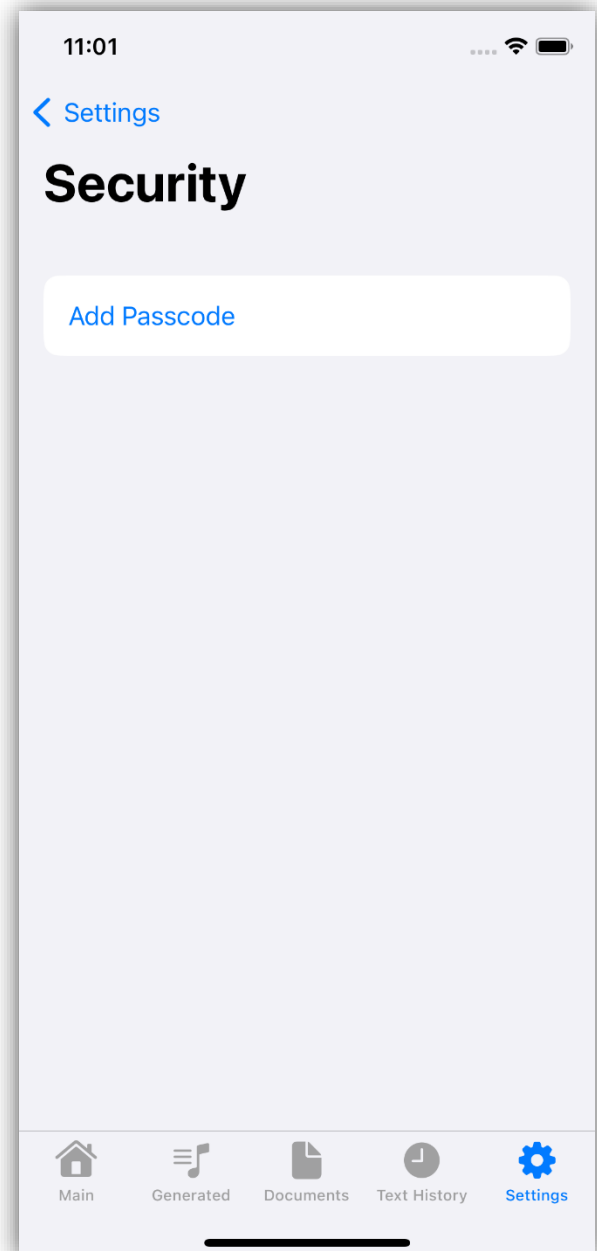 11:01
Settings
Security
Add Passcode
Main Generated Documents Text History Settings